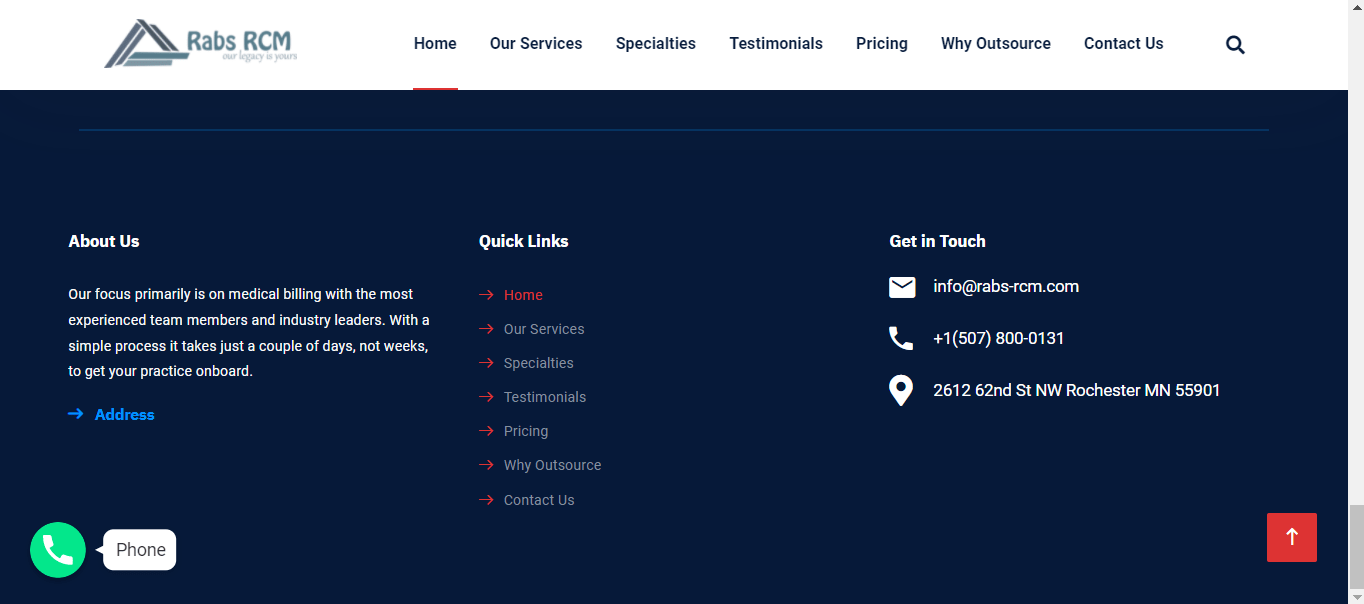 Rabs RCM
our legacy is yours
Home
Our Services
Specialties
Testimonials
Pricing
Why Outsource
Contact Us
About Us
Our focus primarily is on medical billing with the most
experienced team members and industry leaders. With a
simple process it takes just a couple of days, not weeks,
to get your practice onboard.
Address
Quick Links
Home
Our Services
Specialties
Testimonials
Pricing
Why Outsource
Contact Us
Get in Touch
info@rabs-rcm.com
+1(507) 800-0131
2612 62nd St NW Rochester MN 55901
Phone